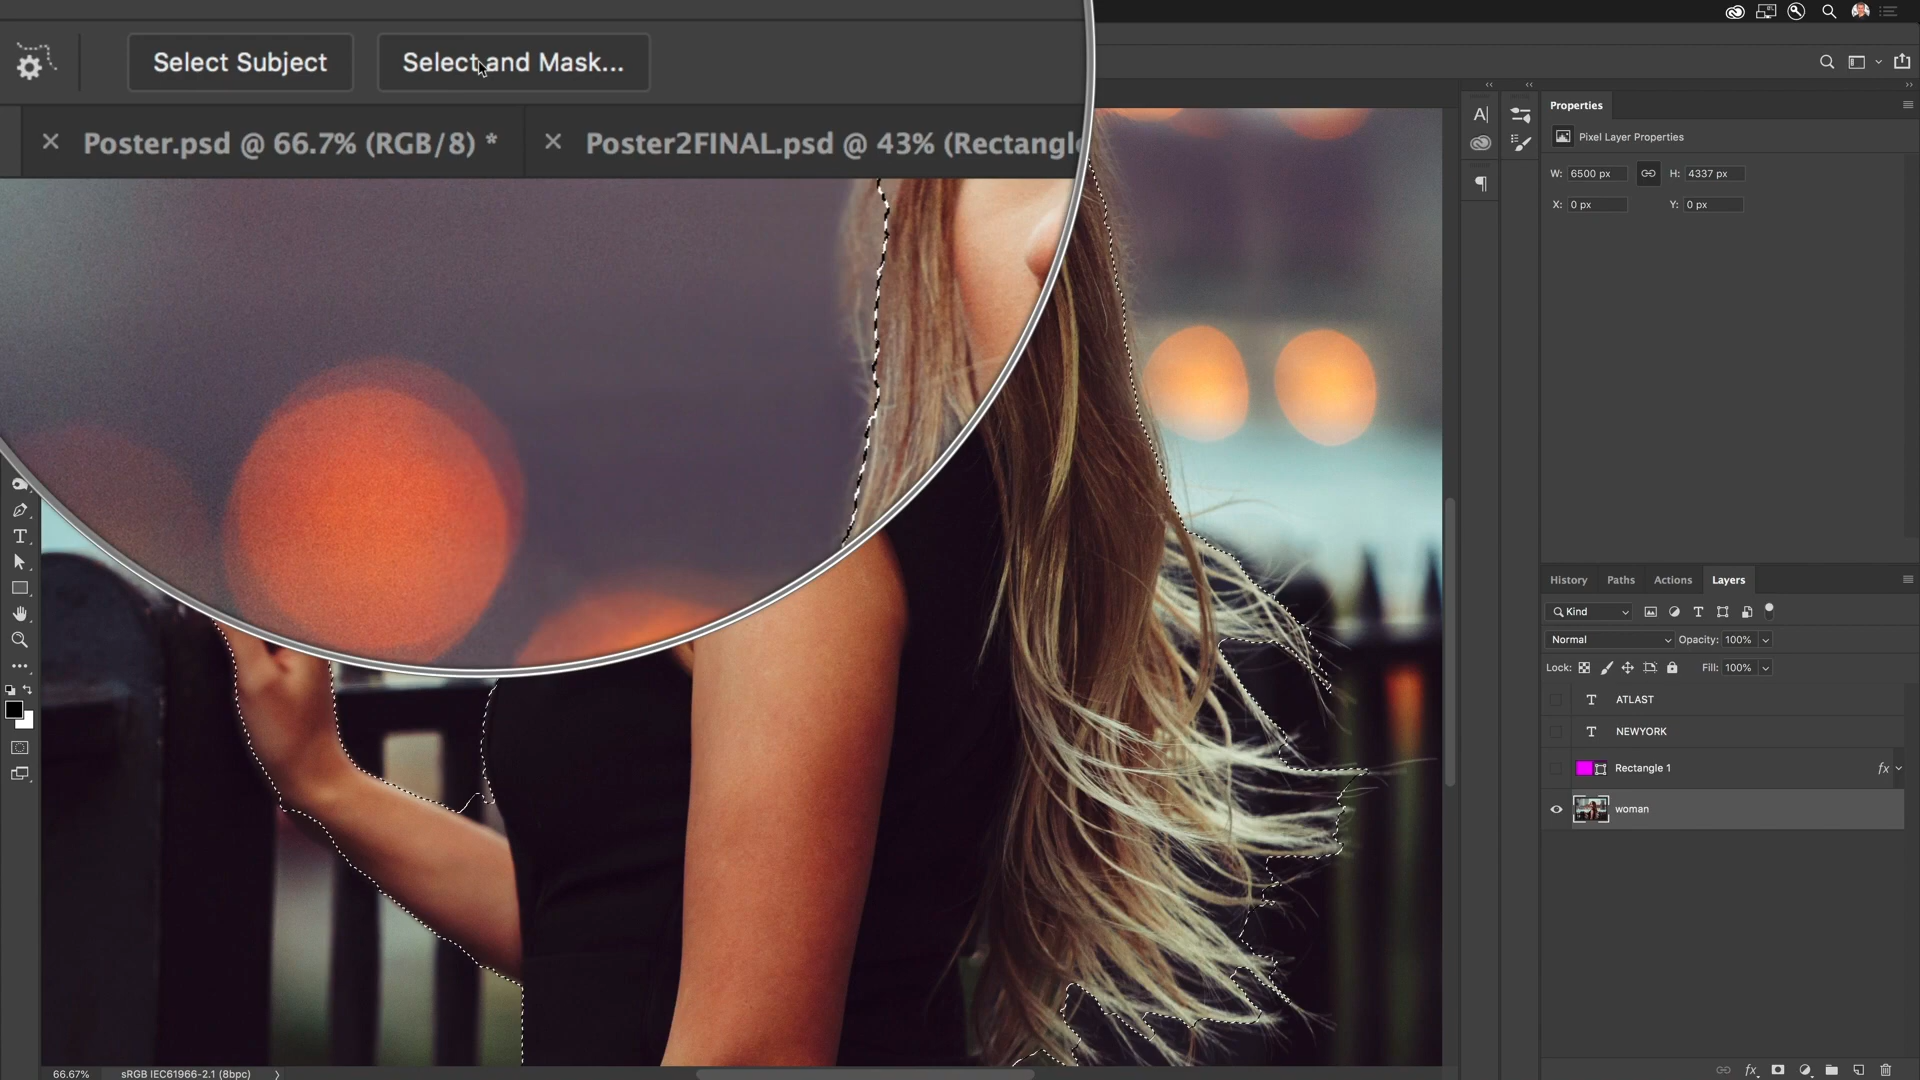 Select Subject
Select and Mask...
Poster.psd @ 66.7% (RGB/8) *
Poster2FINAL.psd @ 43% (Rectangl
Properties
Pixel Layer Properties
W: 6500 px H: 4337 px
X: 0 px Y: 0 px
History Paths Actions Layers
Kind
Normal Opacity: 100%
Lock: Fill: 100%
ATLAST
NEWYORK
Rectangle 1 fx
woman
66.67% sRGB IEC61966-2.1 (8bpc)
fx